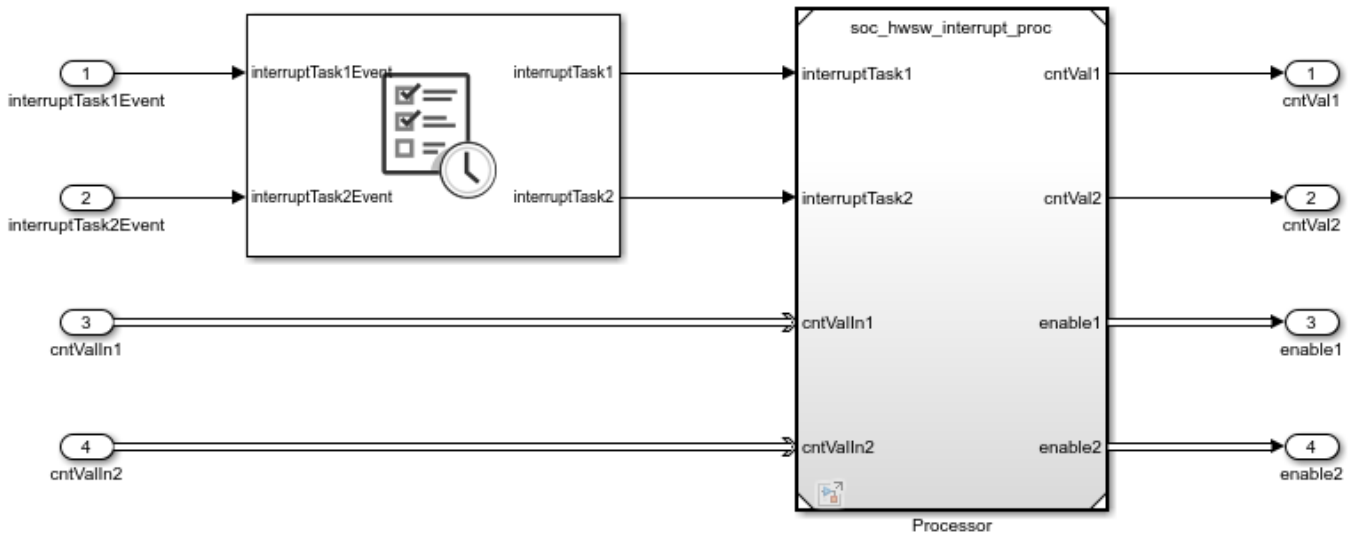 soc_hwsw_interrupt_proc
1
interruptTask1Event
interruptTask1Event
interruptTask1
interruptTask1
cntVal1
1
cntVal1
2
interruptTask2Event
interruptTask2Event
interruptTask2
interruptTask2
cntVal2
2
cntVal2
3
cntValIn1
cntValIn1
enable1
3
enable1
4
cntValIn2
cntValIn2
enable2
4
enable2
Processor